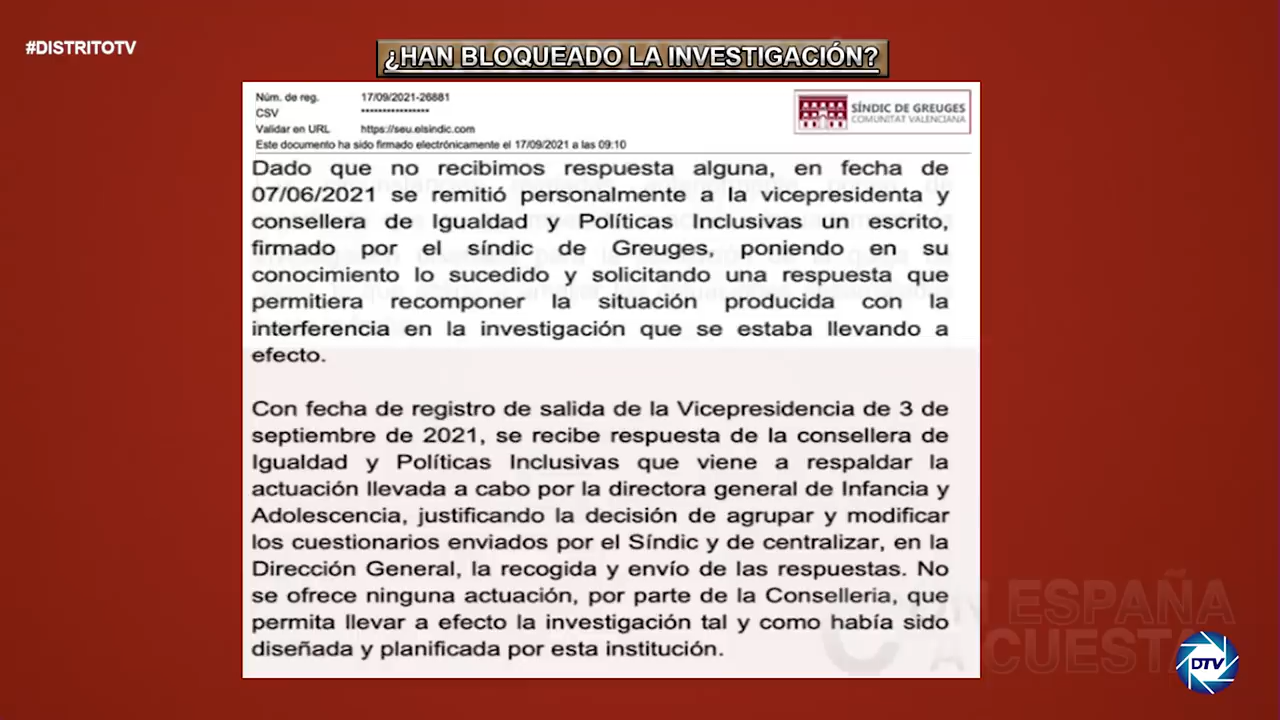 #DISTRITOTV
¿HAN BLOQUEADO LA INVESTIGACIÓN?
Núm. de reg. 17/09/2021-26881
CSV ***************
Validar en URL https://seu.elsindic.com
Este documento ha sido firmado electrónicamente el 17/09/2021 a las 09:10
SÍNDIC DE GREUGES
COMUNITAT VALENCIANA
Dado que no recibimos respuesta alguna, en fecha de
07/06/2021 se remitió personalmente a la vicepresidenta y
consellera de Igualdad y Políticas Inclusivas un escrito,
firmado por el síndic de Greuges, poniendo en su
conocimiento lo sucedido y solicitando una respuesta que
permitiera recomponer la situación producida con la
interferencia en la investigación que se estaba llevando a
efecto.
Con fecha de registro de salida de la Vicepresidencia de 3 de
septiembre de 2021, se recibe respuesta de la consellera de
Igualdad y Políticas Inclusivas que viene a respaldar la
actuación llevada a cabo por la directora general de Infancia y
Adolescencia, justificando la decisión de agrupar y modificar
los cuestionarios enviados por el Síndic y de centralizar, en la
Dirección General, la recogida y envío de las respuestas. No
se ofrece ninguna actuación, por parte de la Conselleria, que
permita llevar a efecto la investigación tal y como había sido
diseñada y planificada por esta institución.
CON ESPAÑA
A CUESTAS
DTV